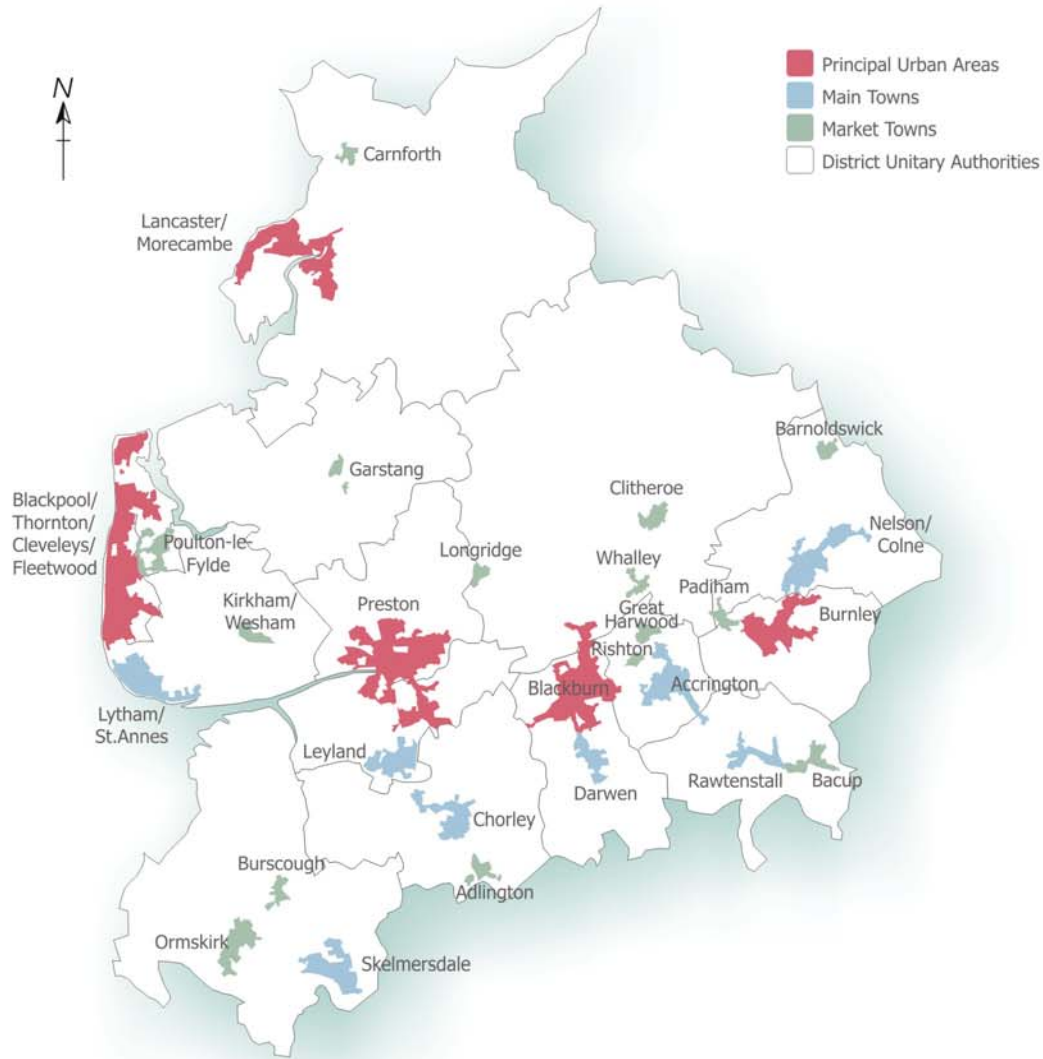 N
Principal Urban Areas
Main Towns
Market Towns
District Unitary Authorities
Carnforth
Lancaster/
Morecambe
Barnoldswick
Garstang
Clitheroe
Blackpool/
Thornton/
Cleveleys/
Fleetwood
Nelson/
Colne
Poulton-le-
Fylde
Longridge
Whalley
Padiham
Kirkham/
Wesham
Preston
Great
Harwood
Burnley
Rishton
Blackburn
Accrington
Lytham/
St.Annes
Leyland
Darwen
Rawtenstall
Bacup
Chorley
Burscough
Adlington
Ormskirk
Skelmersdale